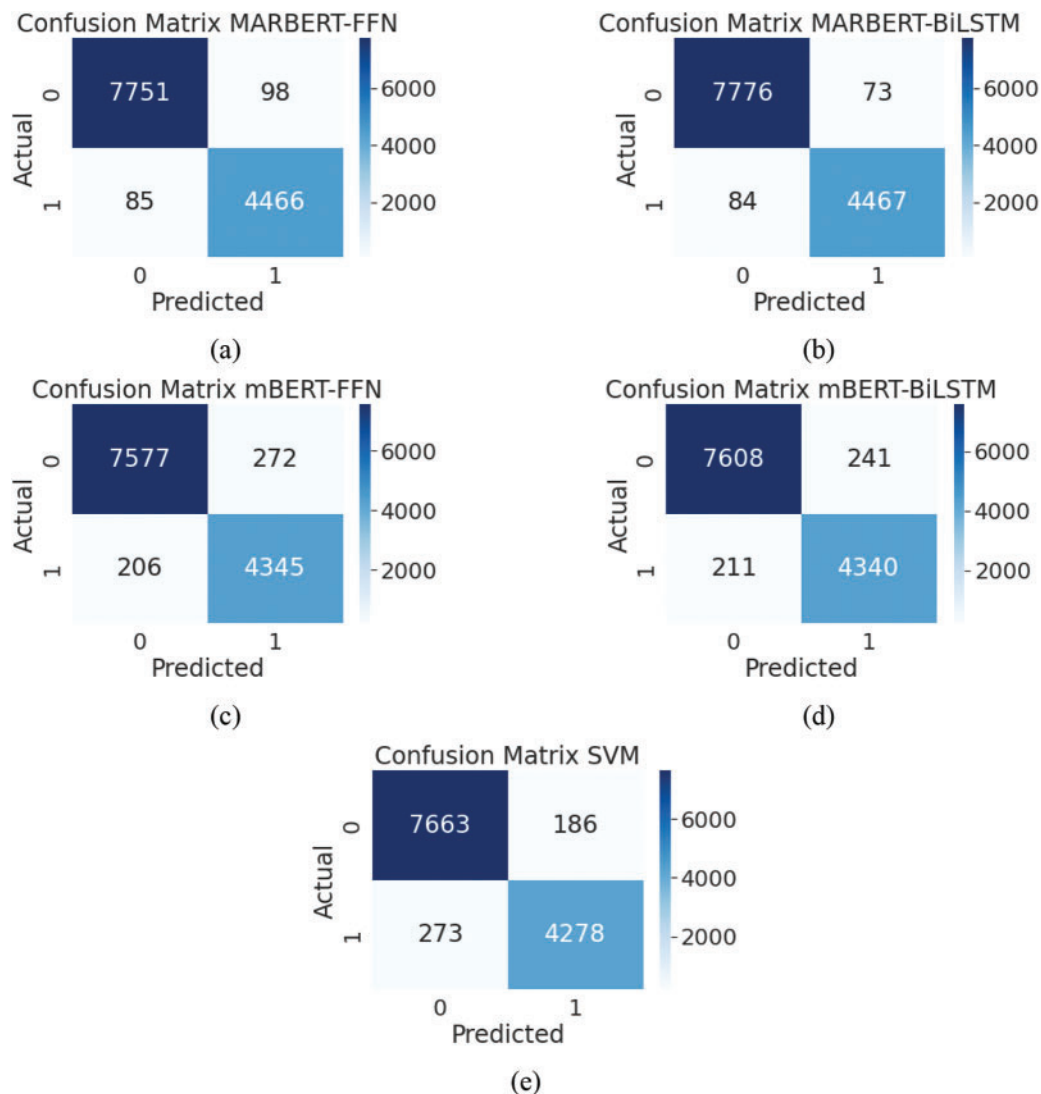 Confusion Matrix MARBERT-FFN
Actual
0
1
7751 98
85 4466
0 1
Predicted
6000
4000
2000
(a)
Confusion Matrix MARBERT-BiLSTM
Actual
0
1
7776 73
84 4467
0 1
Predicted
6000
4000
2000
(b)
Confusion Matrix mBERT-FFN
Actual
0
1
7577 272
206 4345
0 1
Predicted
6000
4000
2000
(c)
Confusion Matrix mBERT-BiLSTM
Actual
0
1
7608 241
211 4340
0 1
Predicted
6000
4000
2000
(d)
Confusion Matrix SVM
Actual
0
1
7663 186
273 4278
0 1
Predicted
6000
4000
2000
(e)